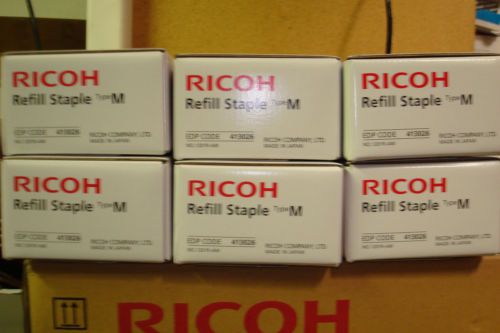 RICOH
Refill Staple Type M
EDP CODE 413026
RICOH COMPANY, LTD.
MADE IN JAPAN
RICOH
Refill Staple Type M
EDP CODE 413026
RICOH COMPANY, LTD.
MADE IN JAPAN
RICOH
Refill Staple Type M
EDP CODE 413026
RICOH COMPANY, LTD.
MADE IN JAPAN
RICOH
Refill Staple Type M
EDP CODE 413026
RICOH COMPANY, LTD.
MADE IN JAPAN
RICOH
Refill Staple Type M
EDP CODE 413026
RICOH COMPANY, LTD.
MADE IN JAPAN
RICOH
Refill Staple Type M
EDP CODE 413026
RICOH COMPANY, LTD.
MADE IN JAPAN
RICOH